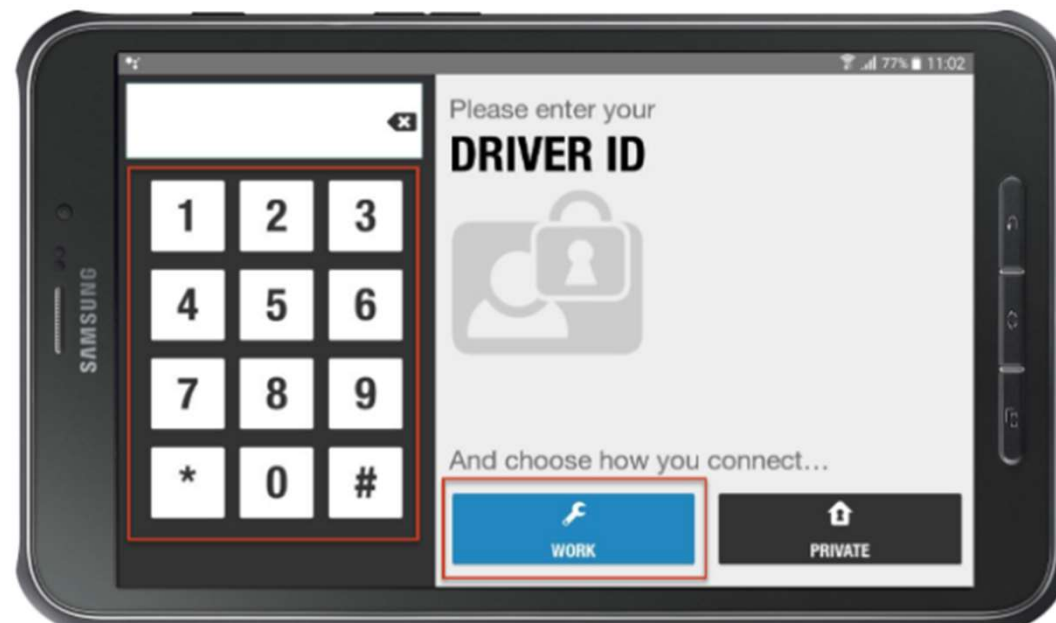 77% 11:02
Please enter your
DRIVER ID
1 2 3
4 5 6
7 8 9
* 0 #
And choose how you connect...
WORK
PRIVATE
SAMSUNG